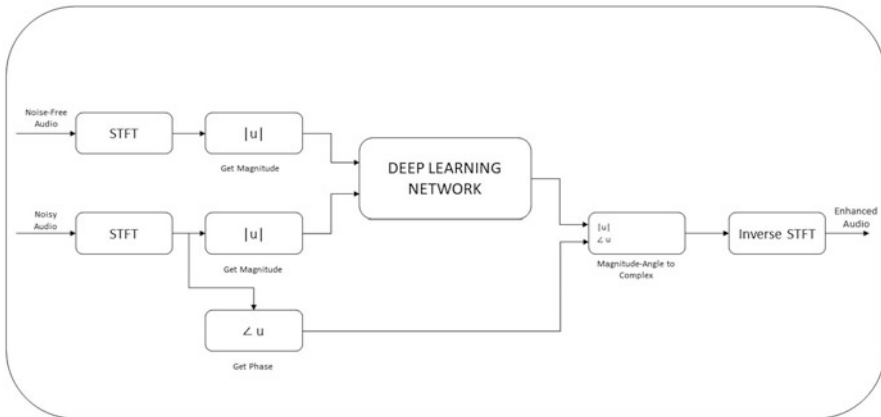 Noise-Free
Audio
STFT
|u|
Get Magnitude
DEEP LEARNING
NETWORK
Noisy
Audio
STFT
|u|
Get Magnitude
∠ u
Get Phase
|u|
∠ u
Magnitude-Angle to
Complex
Inverse STFT
Enhanced
Audio